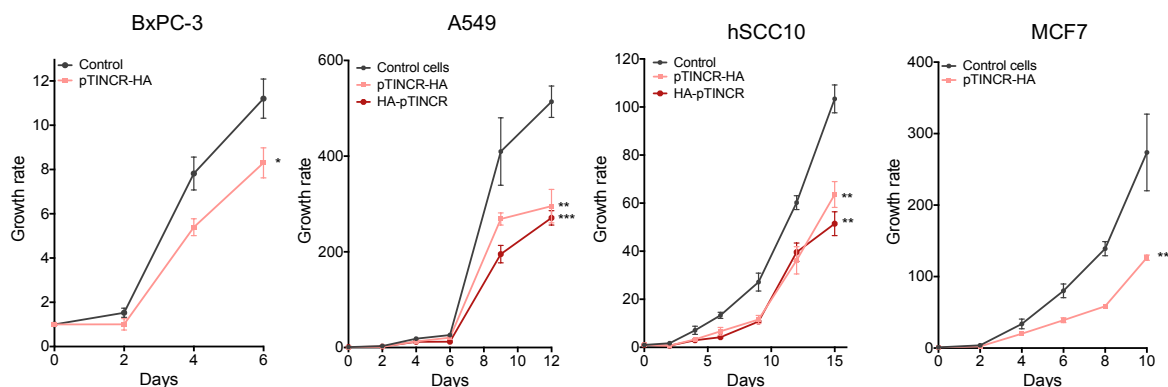 BxPC-3
Control
pTINCR-HA
Growth rate
12
10
8
6
4
2
1
0
0
2
4
6
*
Days
A549
Control cells
pTINCR-HA
HA-pTINCR
Growth rate
600
400
200
0
0
2
4
6
8
10
12
**
***
Days
hSCC10
Control
pTINCR-HA
HA-pTINCR
Growth rate
120
100
80
60
40
20
0
0
5
10
15
**
**
Days
MCF7
Control cells
pTINCR-HA
Growth rate
400
300
200
100
0
0
2
4
6
8
10
**
Days